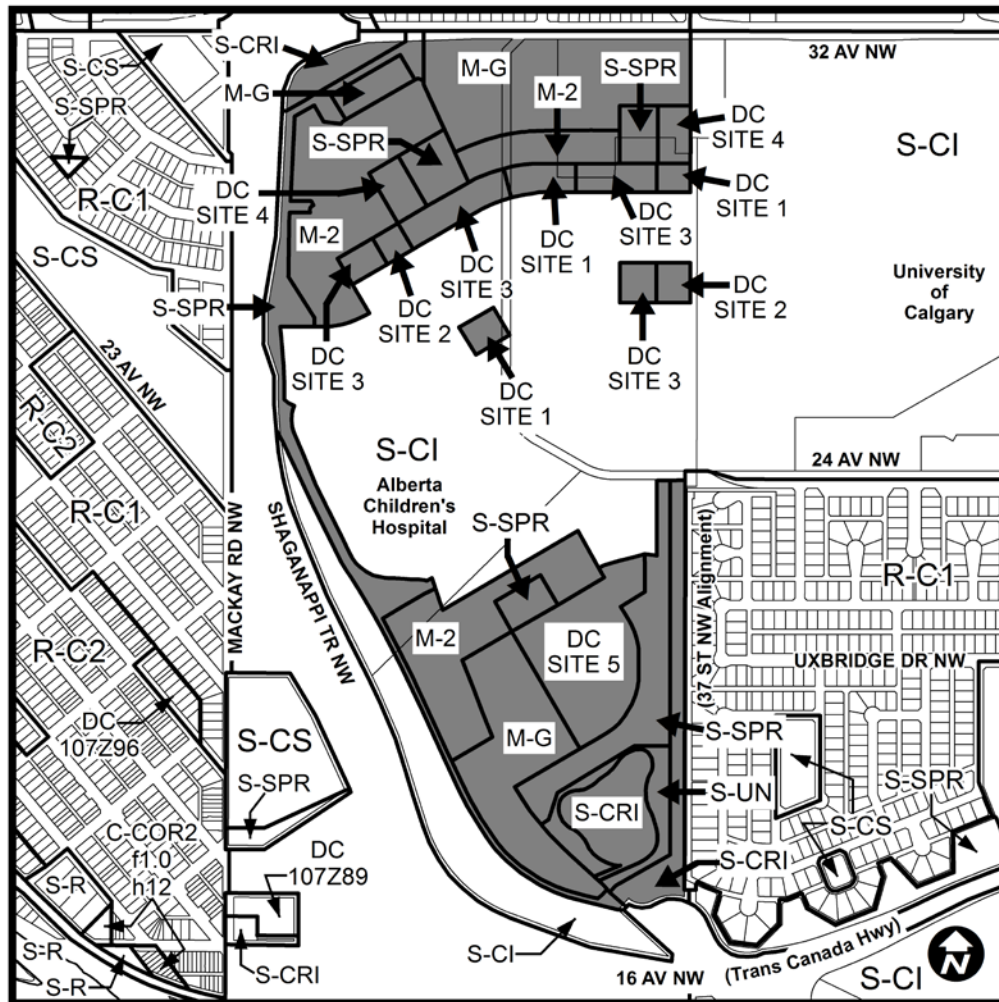 S-CRI
32 AV NW
S-CS
M-G
S-SPR
M-G
M-2
S-SPR
DC
SITE 4
S-CI
S-SPR
R-C1
DC
SITE 4
DC
SITE 1
S-CS
M-2
DC
SITE 3
DC
SITE 1
DC
SITE 3
University
of
Calgary
S-SPR
DC
SITE 2
DC
SITE 2
DC
SITE 3
DC
SITE 3
DC
SITE 1
23 AV NW
R-C2
S-CI
Alberta
Children's
Hospital
24 AV NW
R-C1
S-SPR
(37 ST NW Alignment)
R-C1
MACKAY RD NW
SHAGANAPPI TR NW
M-2
DC
SITE 5
R-C2
UXBRIDGE DR NW
DC
107Z96
S-CS
M-G
S-SPR
S-SPR
S-SPR
S-UN
S-CRI
S-CS
C-COR2
f1.0
h12
DC
107Z89
S-CRI
S-R
S-CI
S-R
S-R
S-CRI
16 AV NW
(Trans Canada Hwy)
S-CI
N